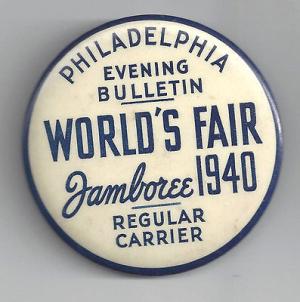 PHILADELPHIA
EVENING
BULLETIN
WORLD'S FAIR
Jamboree 1940
REGULAR
CARRIER